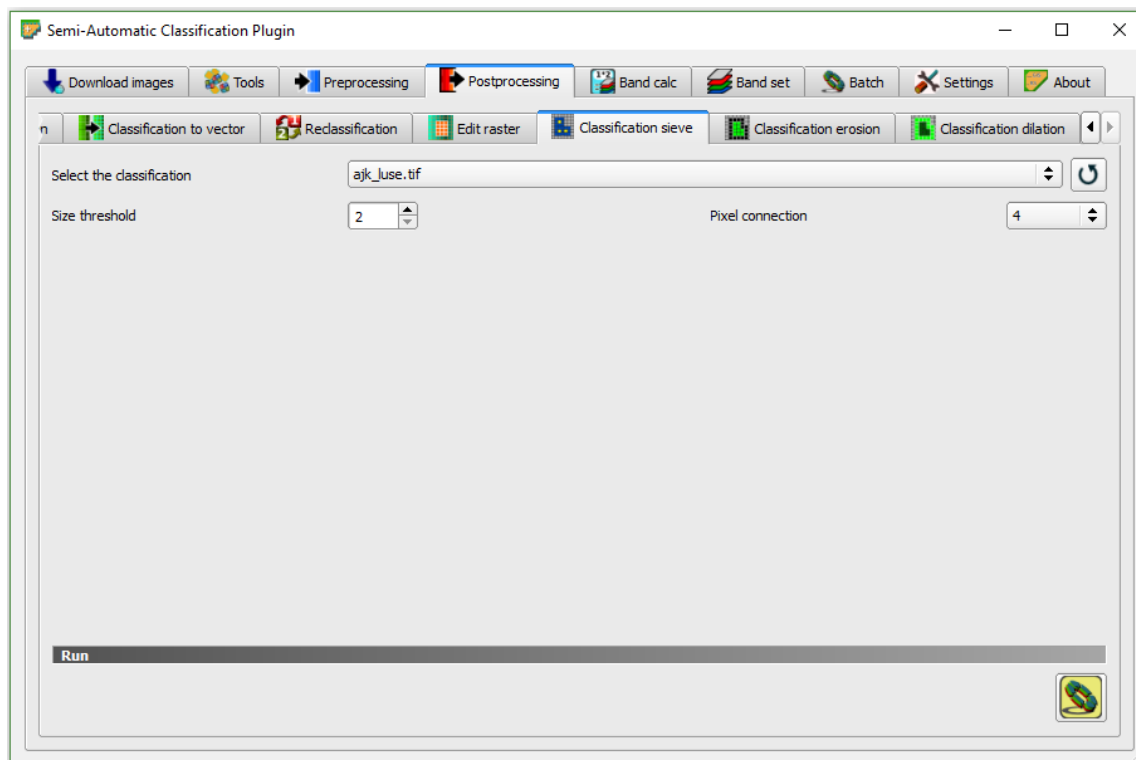 Semi-Automatic Classification Plugin
Download images Tools Preprocessing Postprocessing Band calc Band set Batch Settings About
n Classification to vector Reclassification Edit raster Classification sieve Classification erosion Classification dilation
Select the classification ajk_luse.tif
Size threshold 2 Pixel connection 4
Run